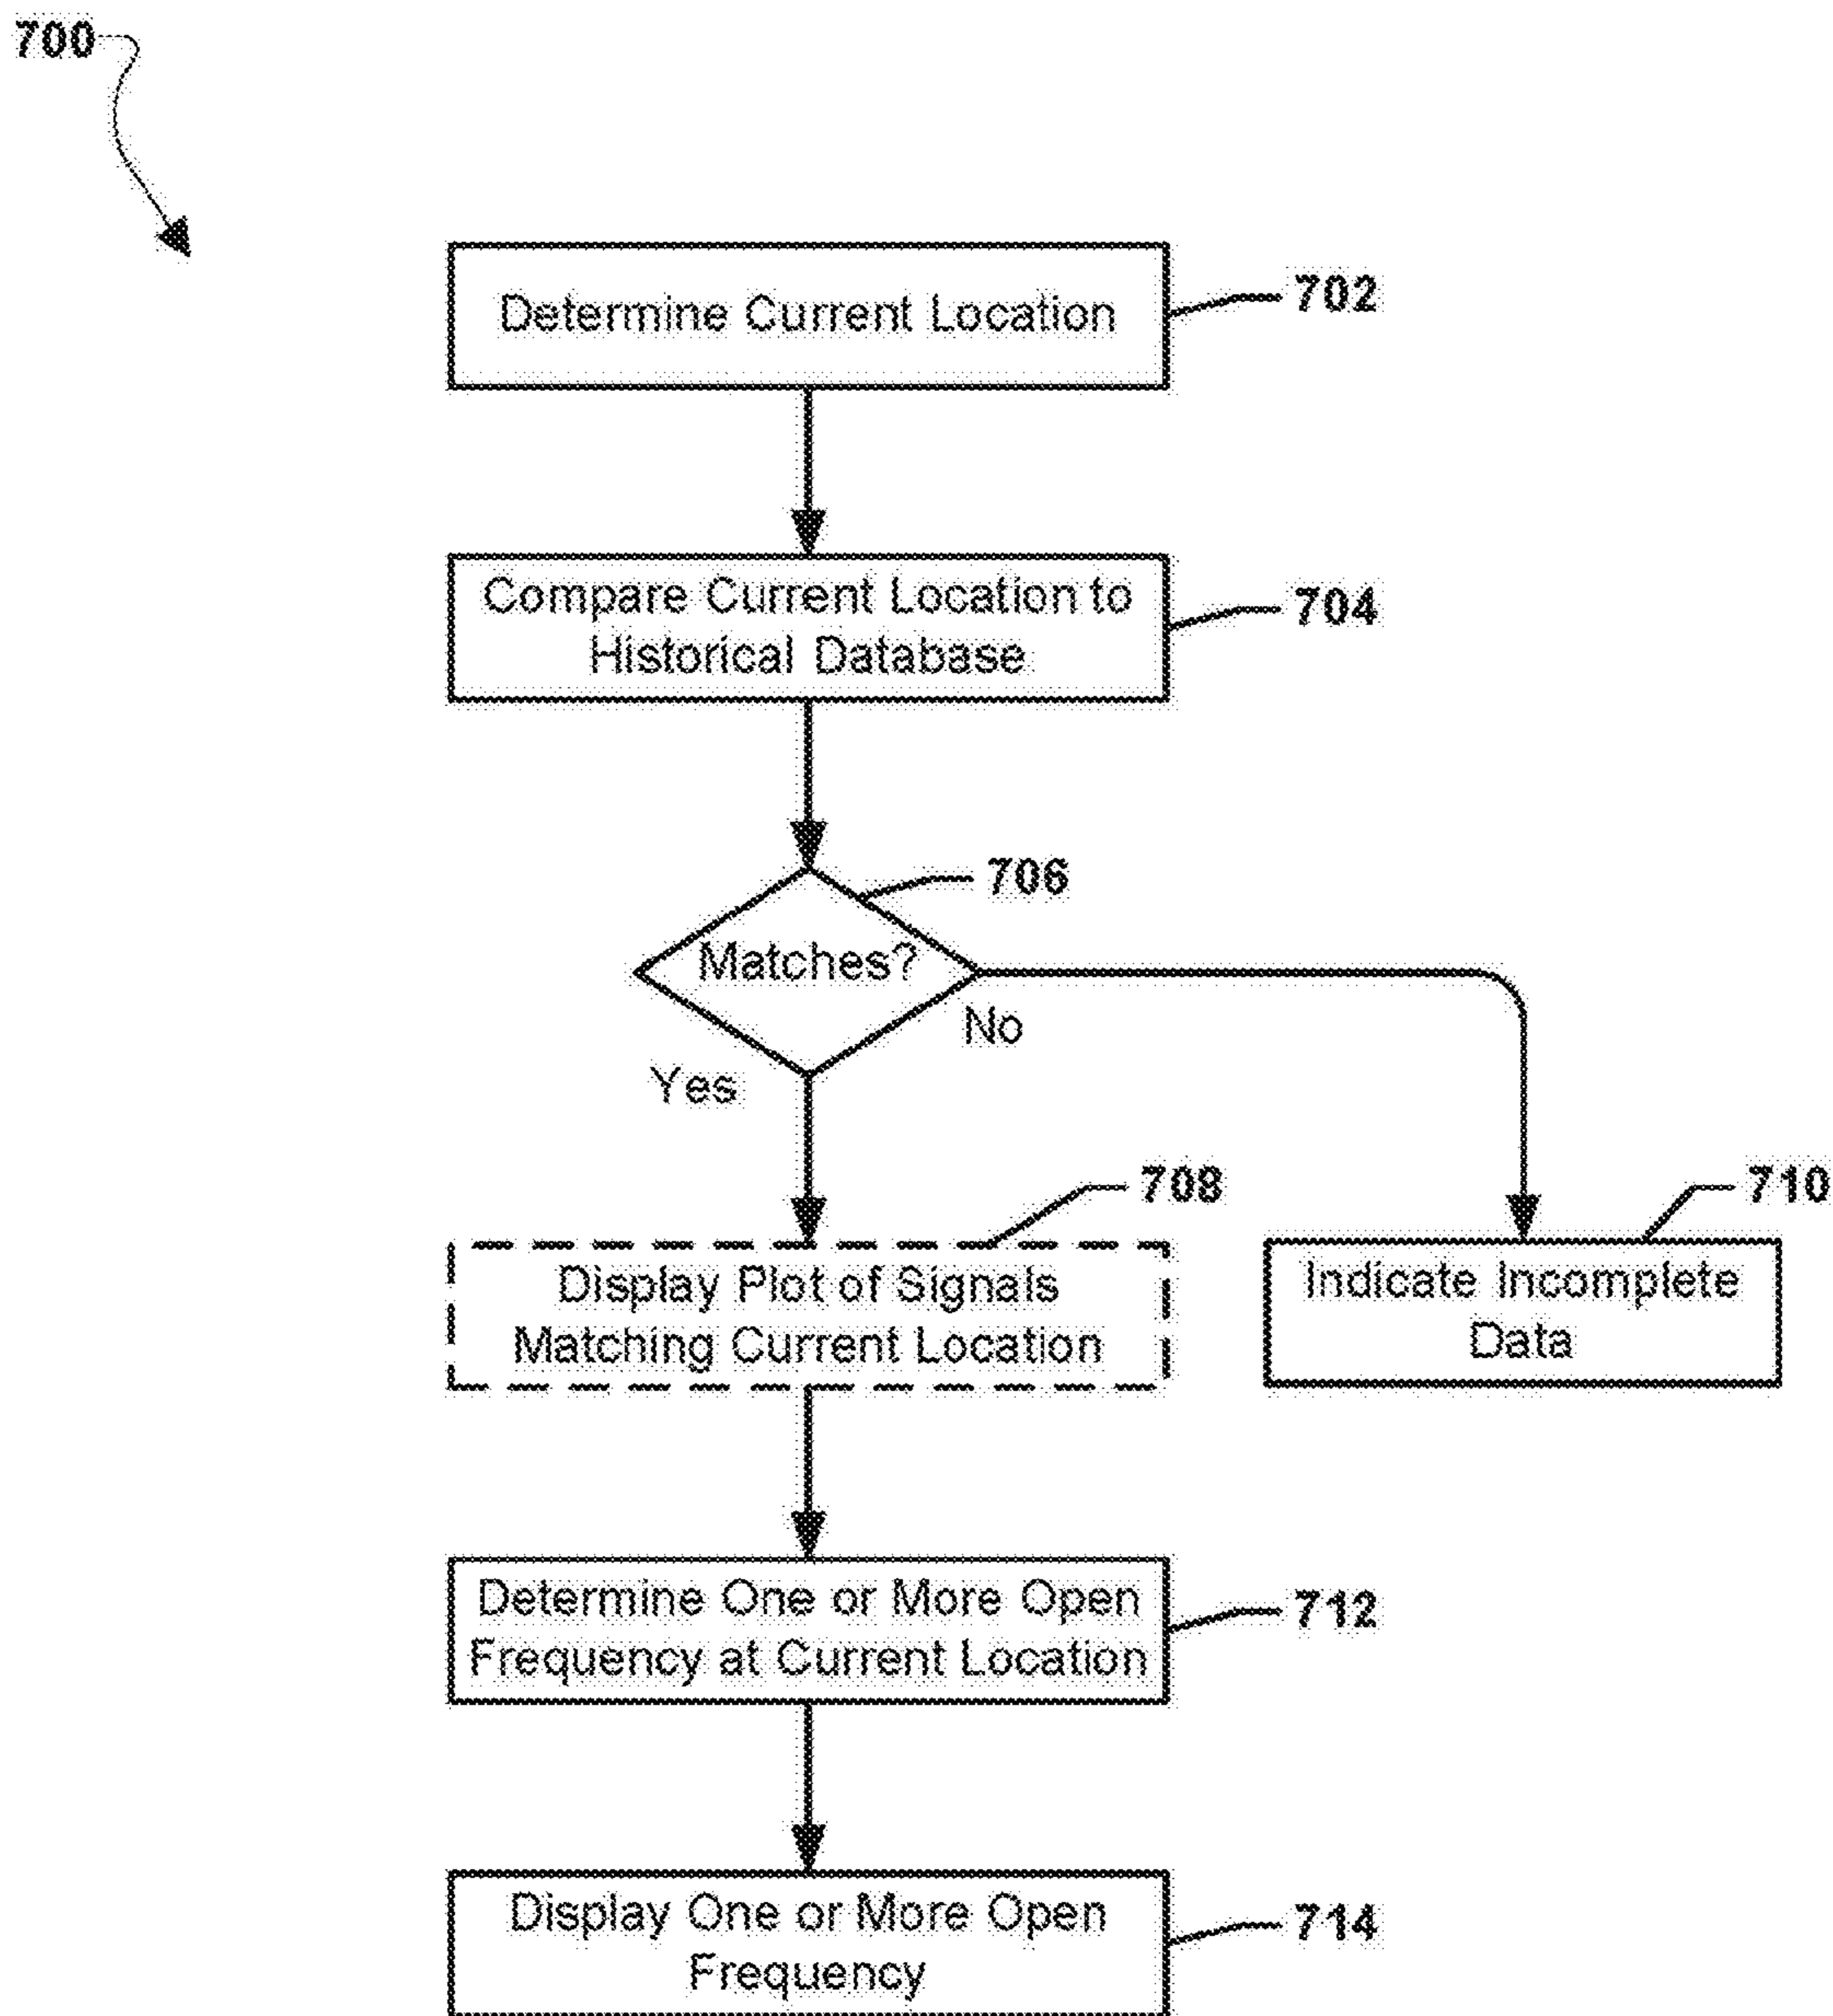 700
Determine Current Location
702
Compare Current Location to
Historical Database
704
706
Matches?
No
Yes
708
710
Display Plot of Signals
Matching Current Location
Indicate Incomplete
Data
Determine One or More Open
Frequency at Current Location
712
Display One or More Open
Frequency
714